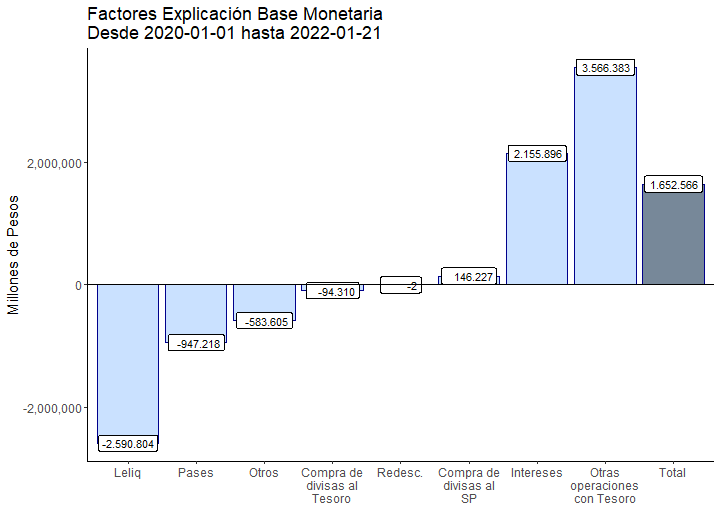 Factores Explicación Base Monetaria
Desde 2020-01-01 hasta 2022-01-21
Millones de Pesos
2,000,000
0
-2,000,000
-2.590.804
-947.218
-583.605
-94.310
-2
146.227
2.155.896
3.566.383
1.652.566
Leliq
Pases
Otros
Compra de
divisas al
Tesoro
Redesc.
Compra de
divisas al
SP
Intereses
Otras
operaciones
con Tesoro
Total